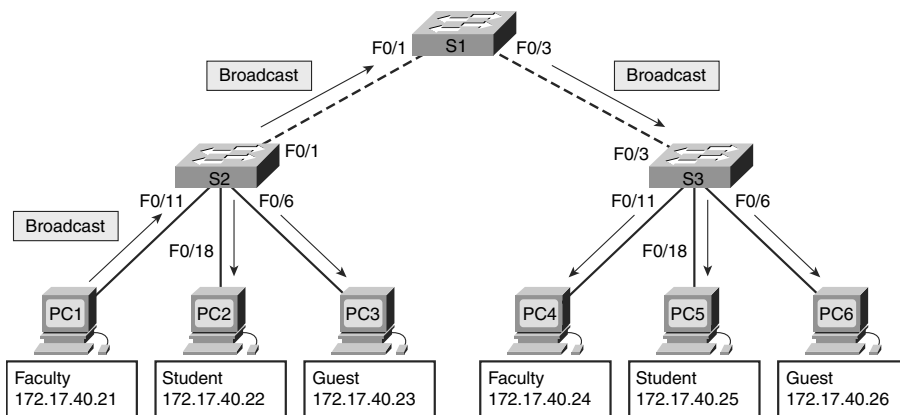 S1
F0/1
F0/3
Broadcast
Broadcast
F0/1
F0/3
S2
S3
F0/11
F0/6
F0/11
F0/6
Broadcast
F0/18
F0/18
PC1
PC2
PC3
PC4
PC5
PC6
Faculty
172.17.40.21
Student
172.17.40.22
Guest
172.17.40.23
Faculty
172.17.40.24
Student
172.17.40.25
Guest
172.17.40.26